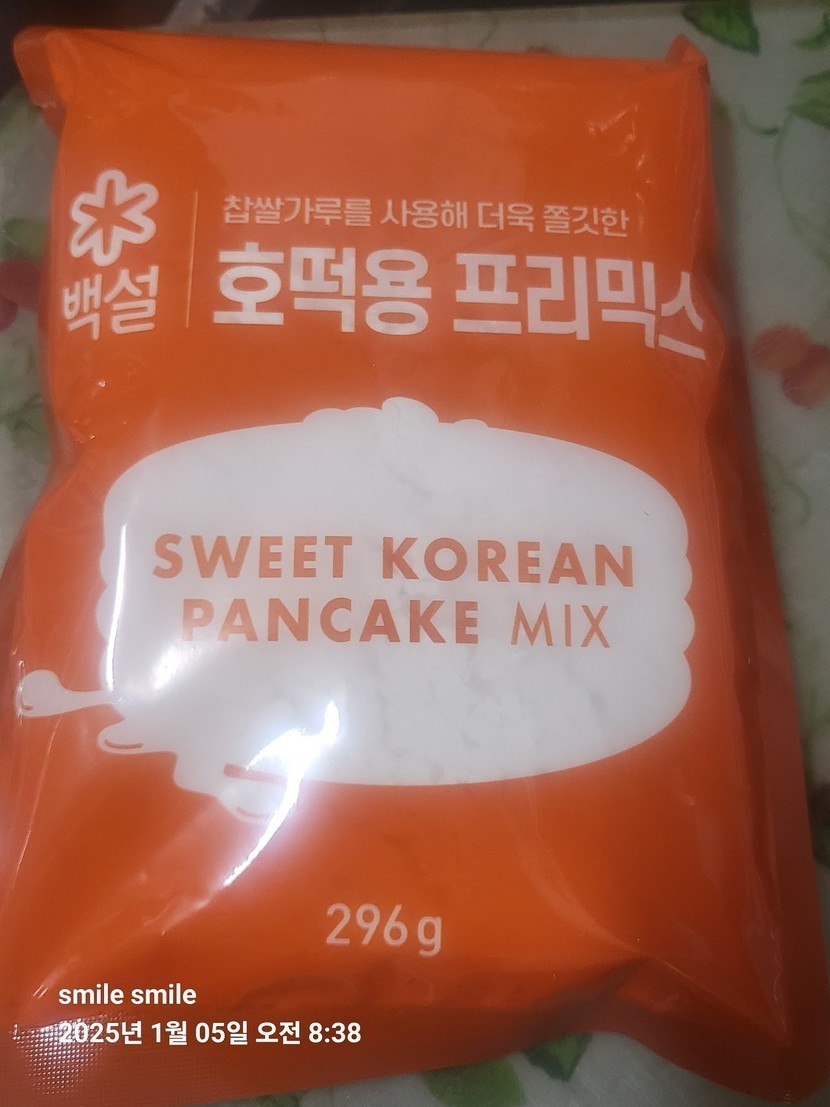 찹쌀가루를 사용해 더욱 쫄깃한
백설
호떡용 프리믹스
SWEET KOREAN
PANCAKE MIX
296g
smile smile
2025년 1월 05일 오전 8:38